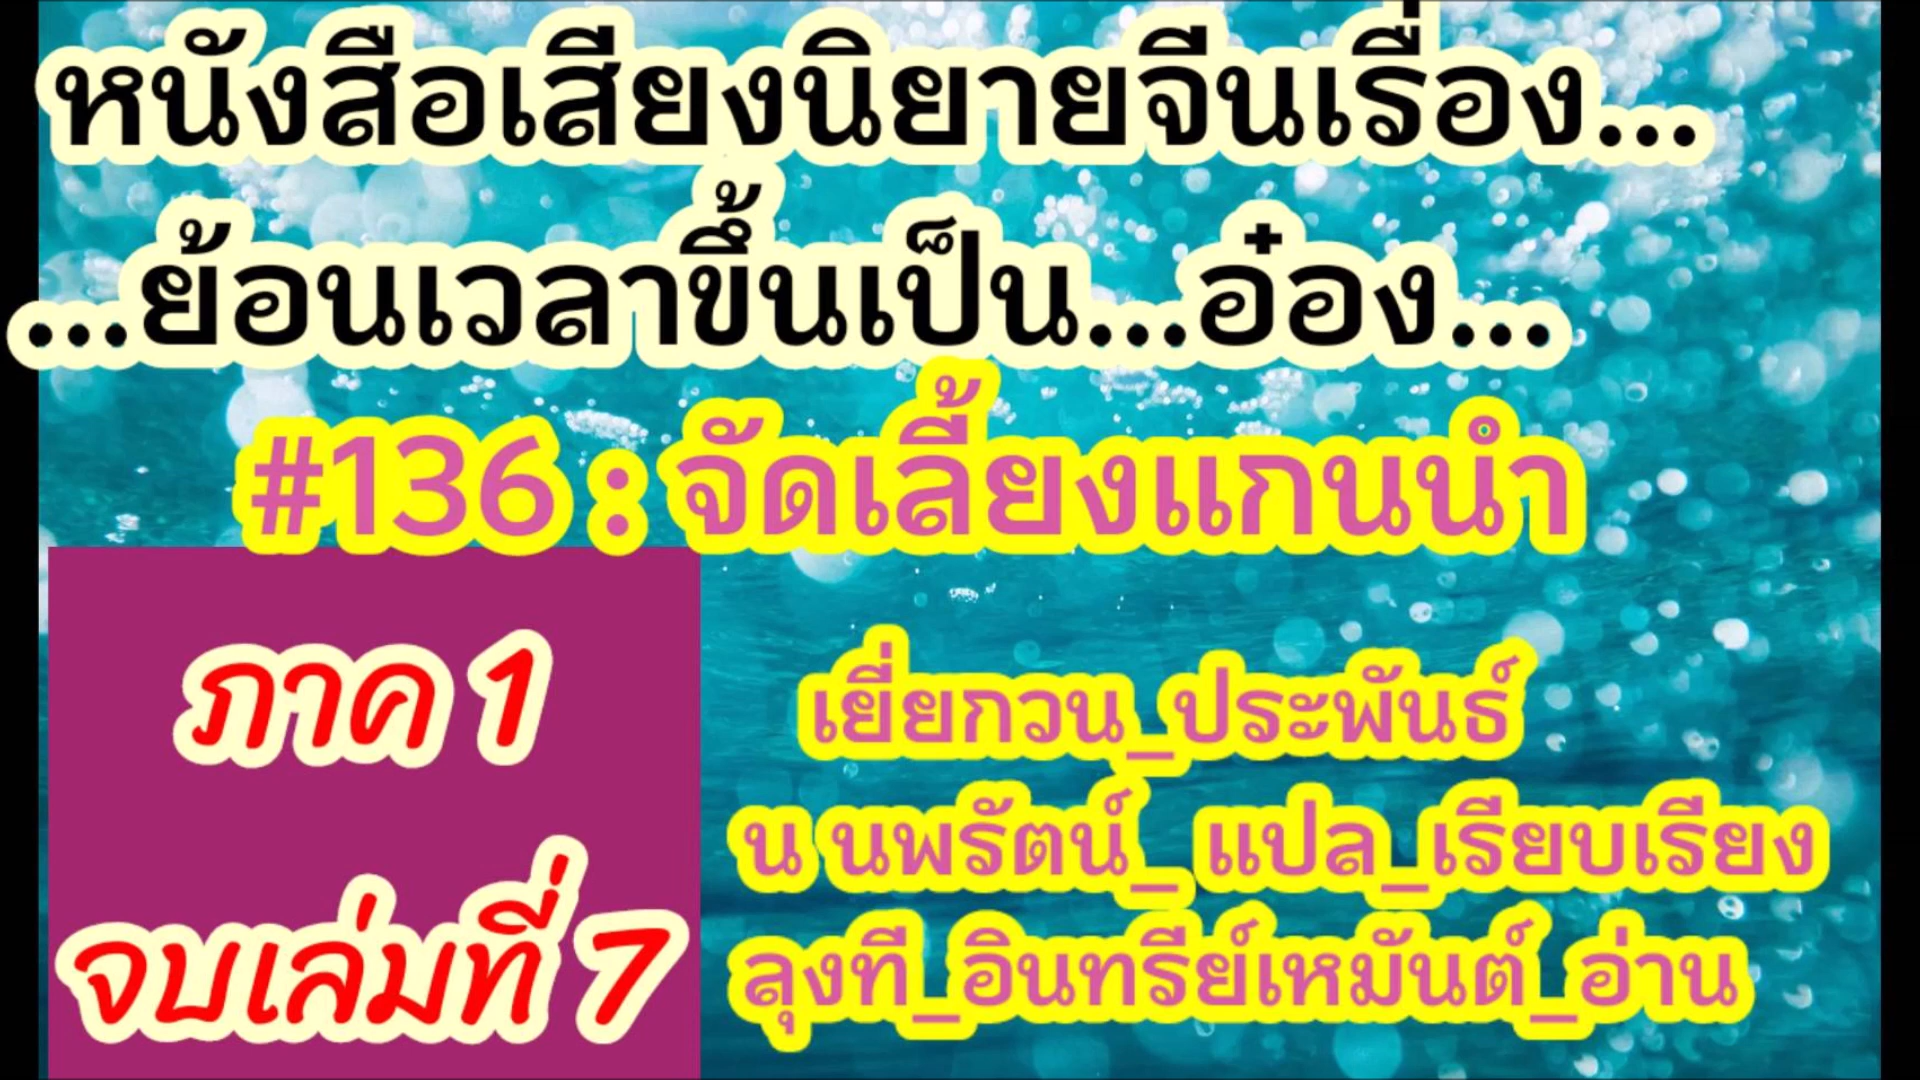 หนังสือเสียงนิยายจีนเรื่อง...
...ย้อนเวลาขึ้นเป็น...อ๋อง...
#136 : จัดเลี้ยงแกนนำ
ภาค 1
จบเล่มที่ 7
เยี่ยกวน_ประพันธ์
น นพรัตน์_ แปล_เรียบเรียง
ลุงที_อินทรีย์เหมันต์_อ่าน